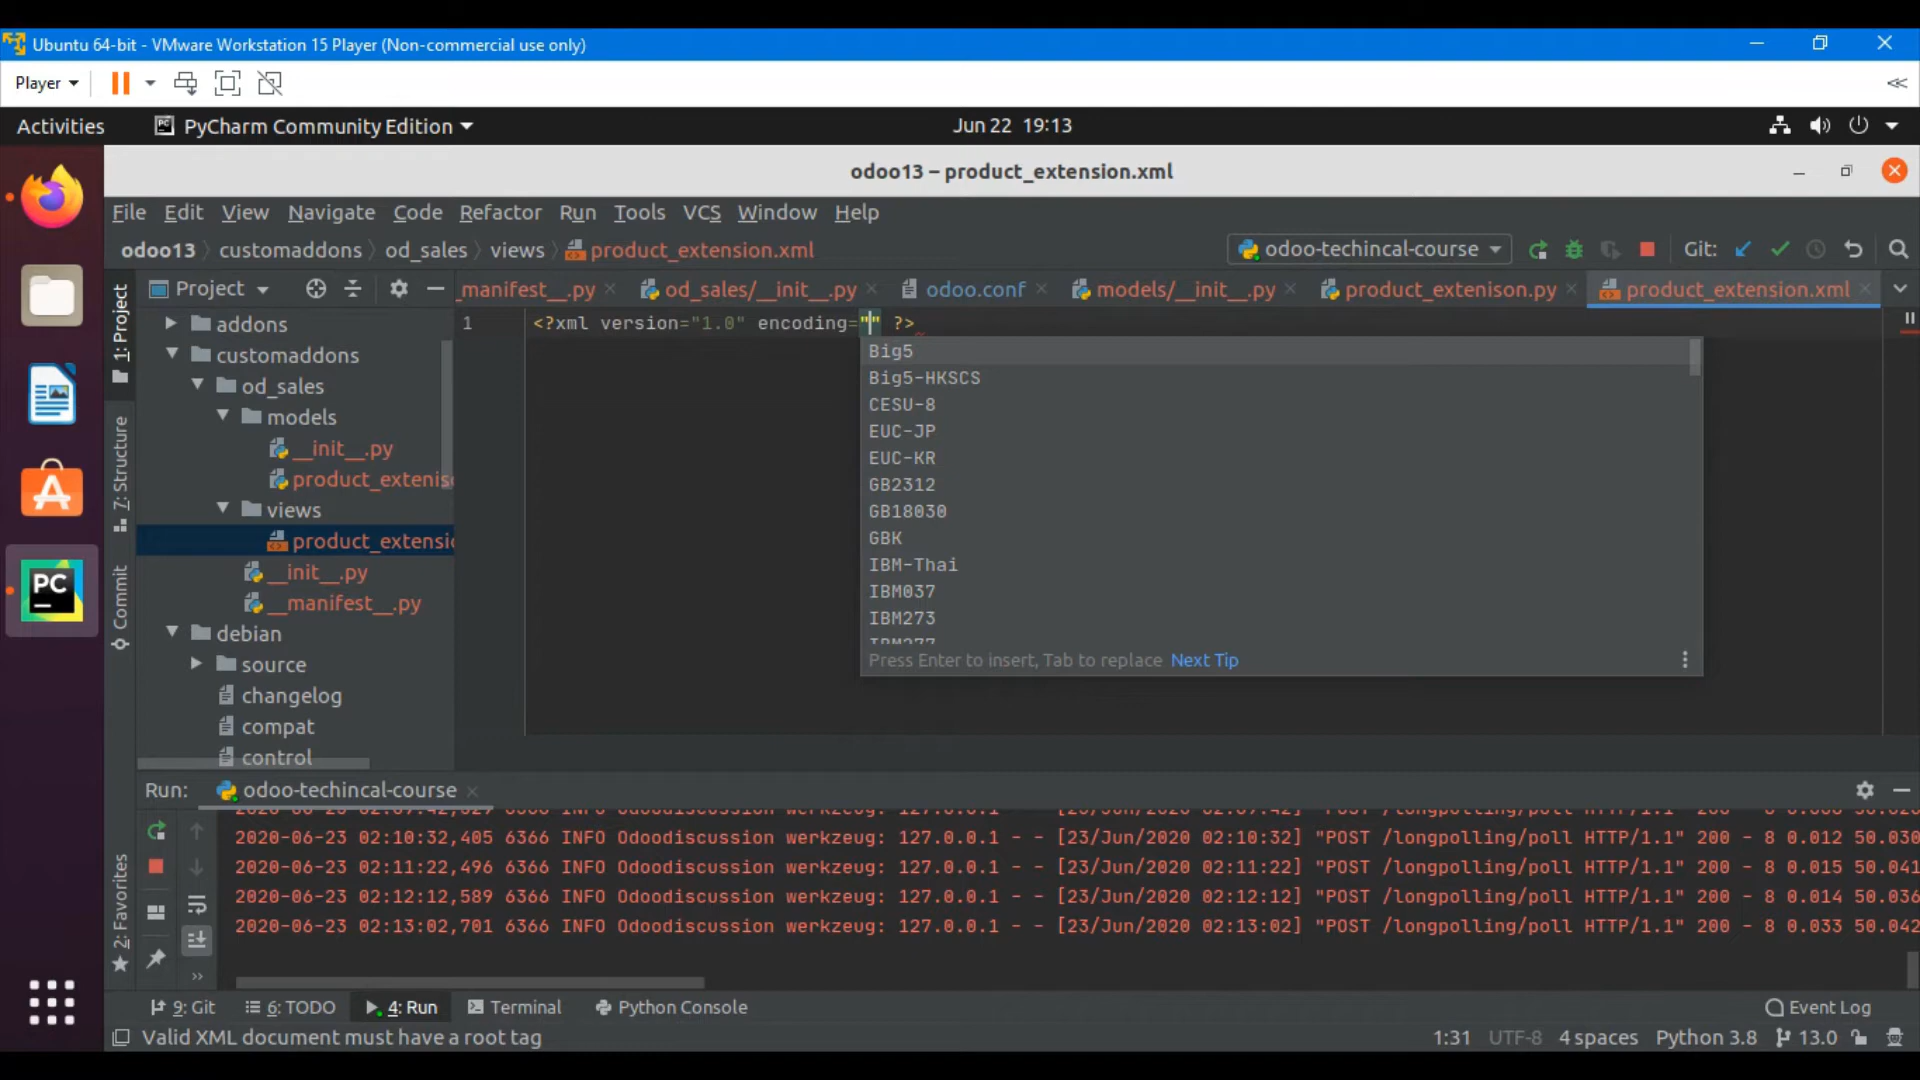 Ubuntu 64-bit - VMware Workstation 15 Player (Non-commercial use only)
Player
Activities
PyCharm Community Edition
Jun 22 19:13
odoo13 – product_extension.xml
File Edit View Navigate Code Refactor Run Tools VCS Window Help
odoo13 customaddons od_sales views product_extension.xml
odoo-techincal-course
Git:
1: Project
Project
_manifest__.py
od_sales/__init__.py
odoo.conf
models/__init__.py
product_extenison.py
product_extension.xml
addons
customaddons
od_sales
models
__init__.py
product_extenis
views
product_extensi
__init__.py
__manifest__.py
debian
source
changelog
compat
control
7: Structure
Commit
2: Favorites
1
<?xml version="1.0" encoding="" ?>
Big5
Big5-HKSCS
CESU-8
EUC-JP
EUC-KR
GB2312
GB18030
GBK
IBM-Thai
IBM037
IBM273
IBM277
Press Enter to insert, Tab to replace Next Tip
Run: odoo-techincal-course
2020-06-23 02:10:32,405 6366 INFO Odoodiscussion werkzeug: 127.0.0.1 - - [23/Jun/2020 02:10:32] "POST /longpolling/poll HTTP/1.1" 200 - 8 0.012 50.030
2020-06-23 02:11:22,496 6366 INFO Odoodiscussion werkzeug: 127.0.0.1 - - [23/Jun/2020 02:11:22] "POST /longpolling/poll HTTP/1.1" 200 - 8 0.015 50.041
2020-06-23 02:12:12,589 6366 INFO Odoodiscussion werkzeug: 127.0.0.1 - - [23/Jun/2020 02:12:12] "POST /longpolling/poll HTTP/1.1" 200 - 8 0.014 50.036
2020-06-23 02:13:02,701 6366 INFO Odoodiscussion werkzeug: 127.0.0.1 - - [23/Jun/2020 02:13:02] "POST /longpolling/poll HTTP/1.1" 200 - 8 0.033 50.042
9: Git 6: TODO 4: Run Terminal Python Console Event Log
Valid XML document must have a root tag
1:31 UTF-8 4 spaces Python 3.8 13.0